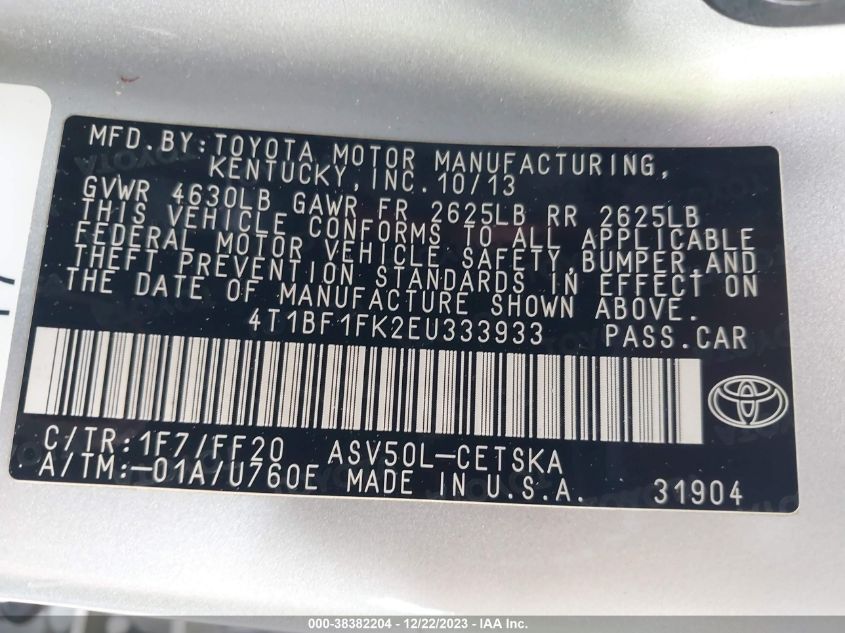 MFD. BY: TOYOTA MOTOR MANUFACTURING,
KENTUCKY, INC. 10/13
GVWR 4630LB GAWR FR 2625LB RR 2625LB
THIS VEHICLE CONFORMS TO ALL APPLICABLE
FEDERAL MOTOR VEHICLE SAFETY, BUMPER, AND
THEFT PREVENTION STANDARDS IN EFFECT ON
THE DATE OF MANUFACTURE SHOWN ABOVE.
4T1BF1FK2EU333933 PASS. CAR
C/TR: 1F7/FF20 ASV50L-CETSKA
A/TM: -01A/U760E MADE IN U.S.A. 31904
000-38382204 - 12/22/2023 - IAA Inc.